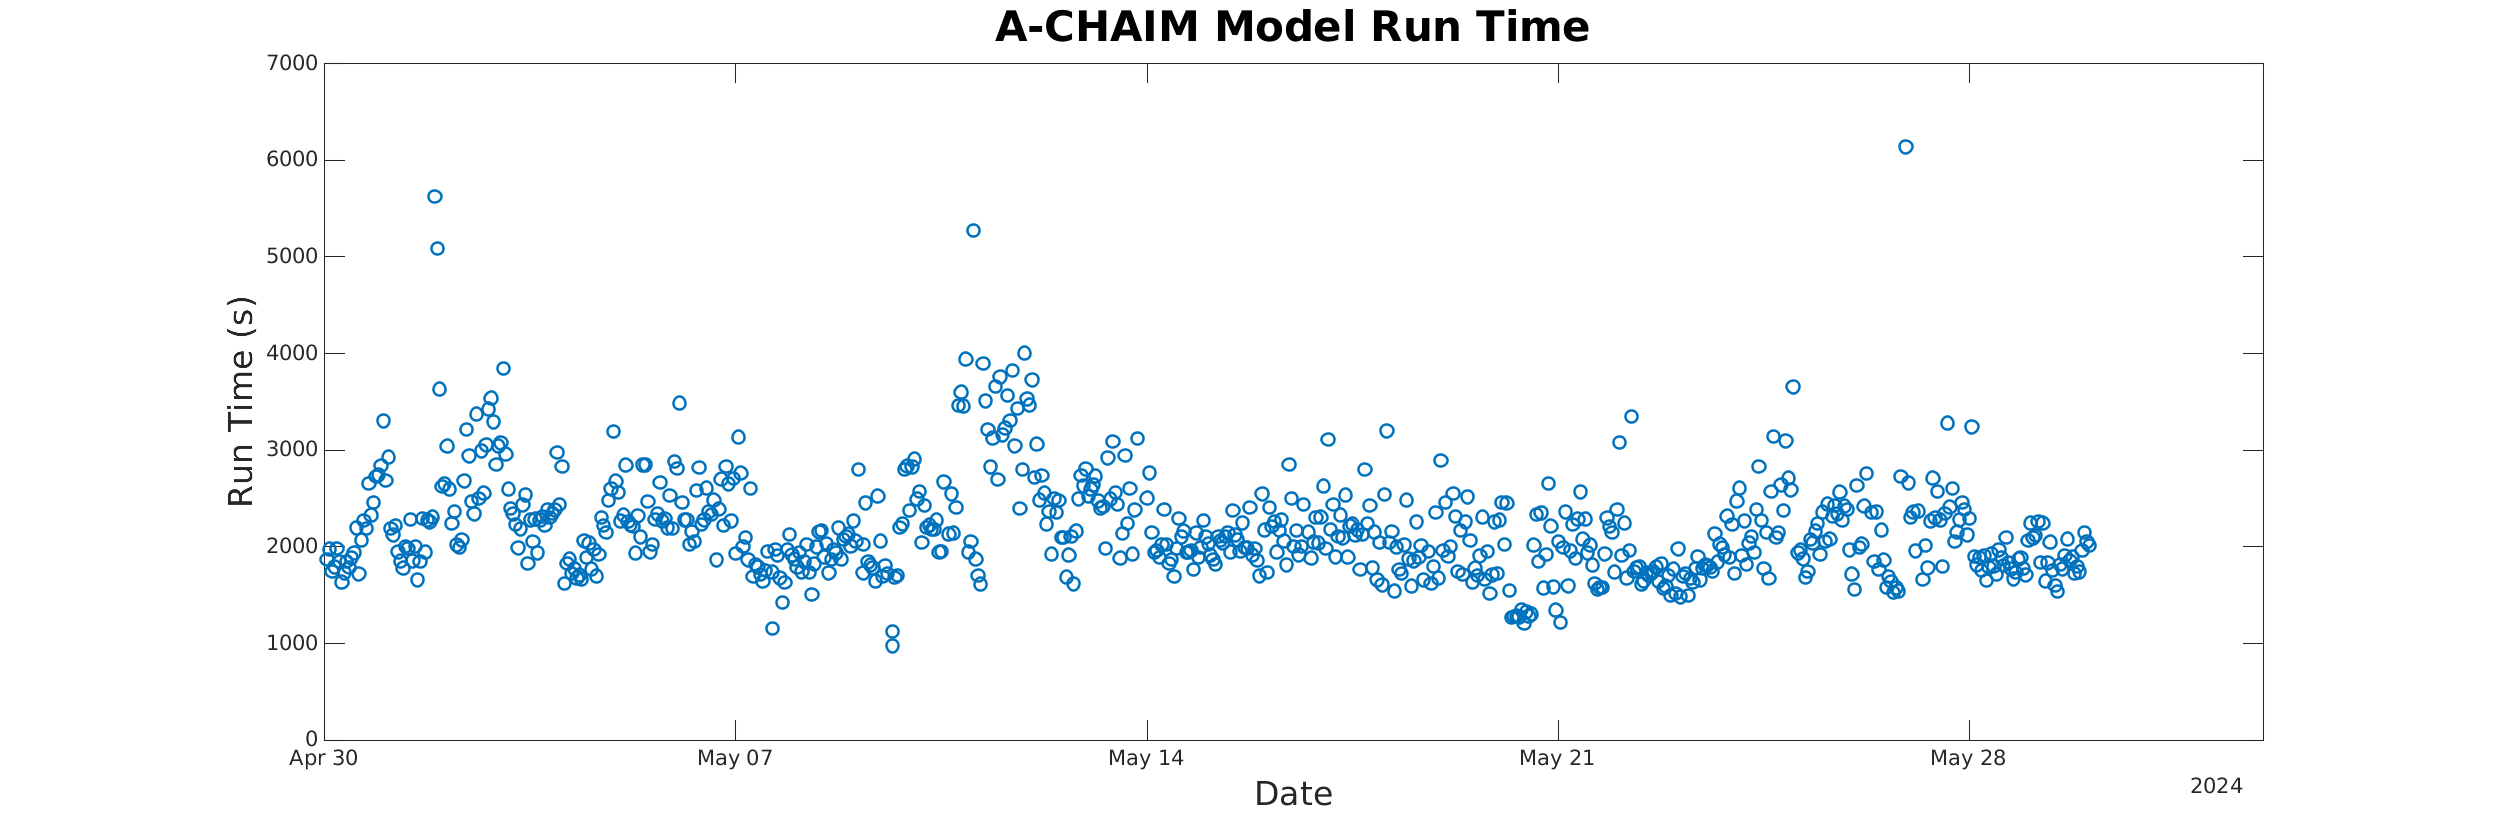 A-CHAIM Model Run Time
7000
6000
5000
4000
3000
2000
1000
0
Run Time (s)
Apr 30 May 07 May 14 May 21 May 28
2024
Date